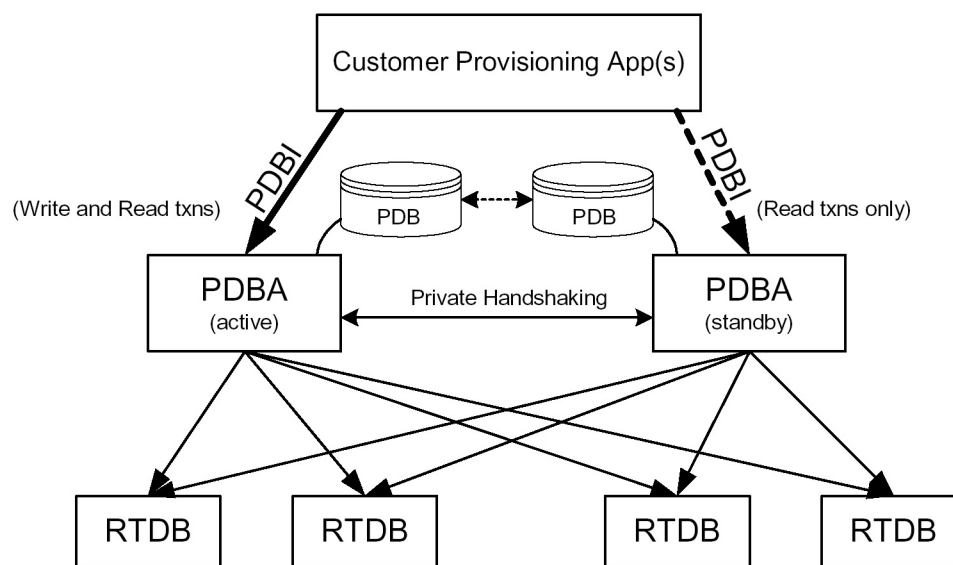 Customer Provisioning App(s)
PDBI
PDBI
(Write and Read txns)
(Read txns only)
PDB
PDB
PDBA
(active)
Private Handshaking
PDBA
(standby)
RTDB
RTDB
RTDB
RTDB